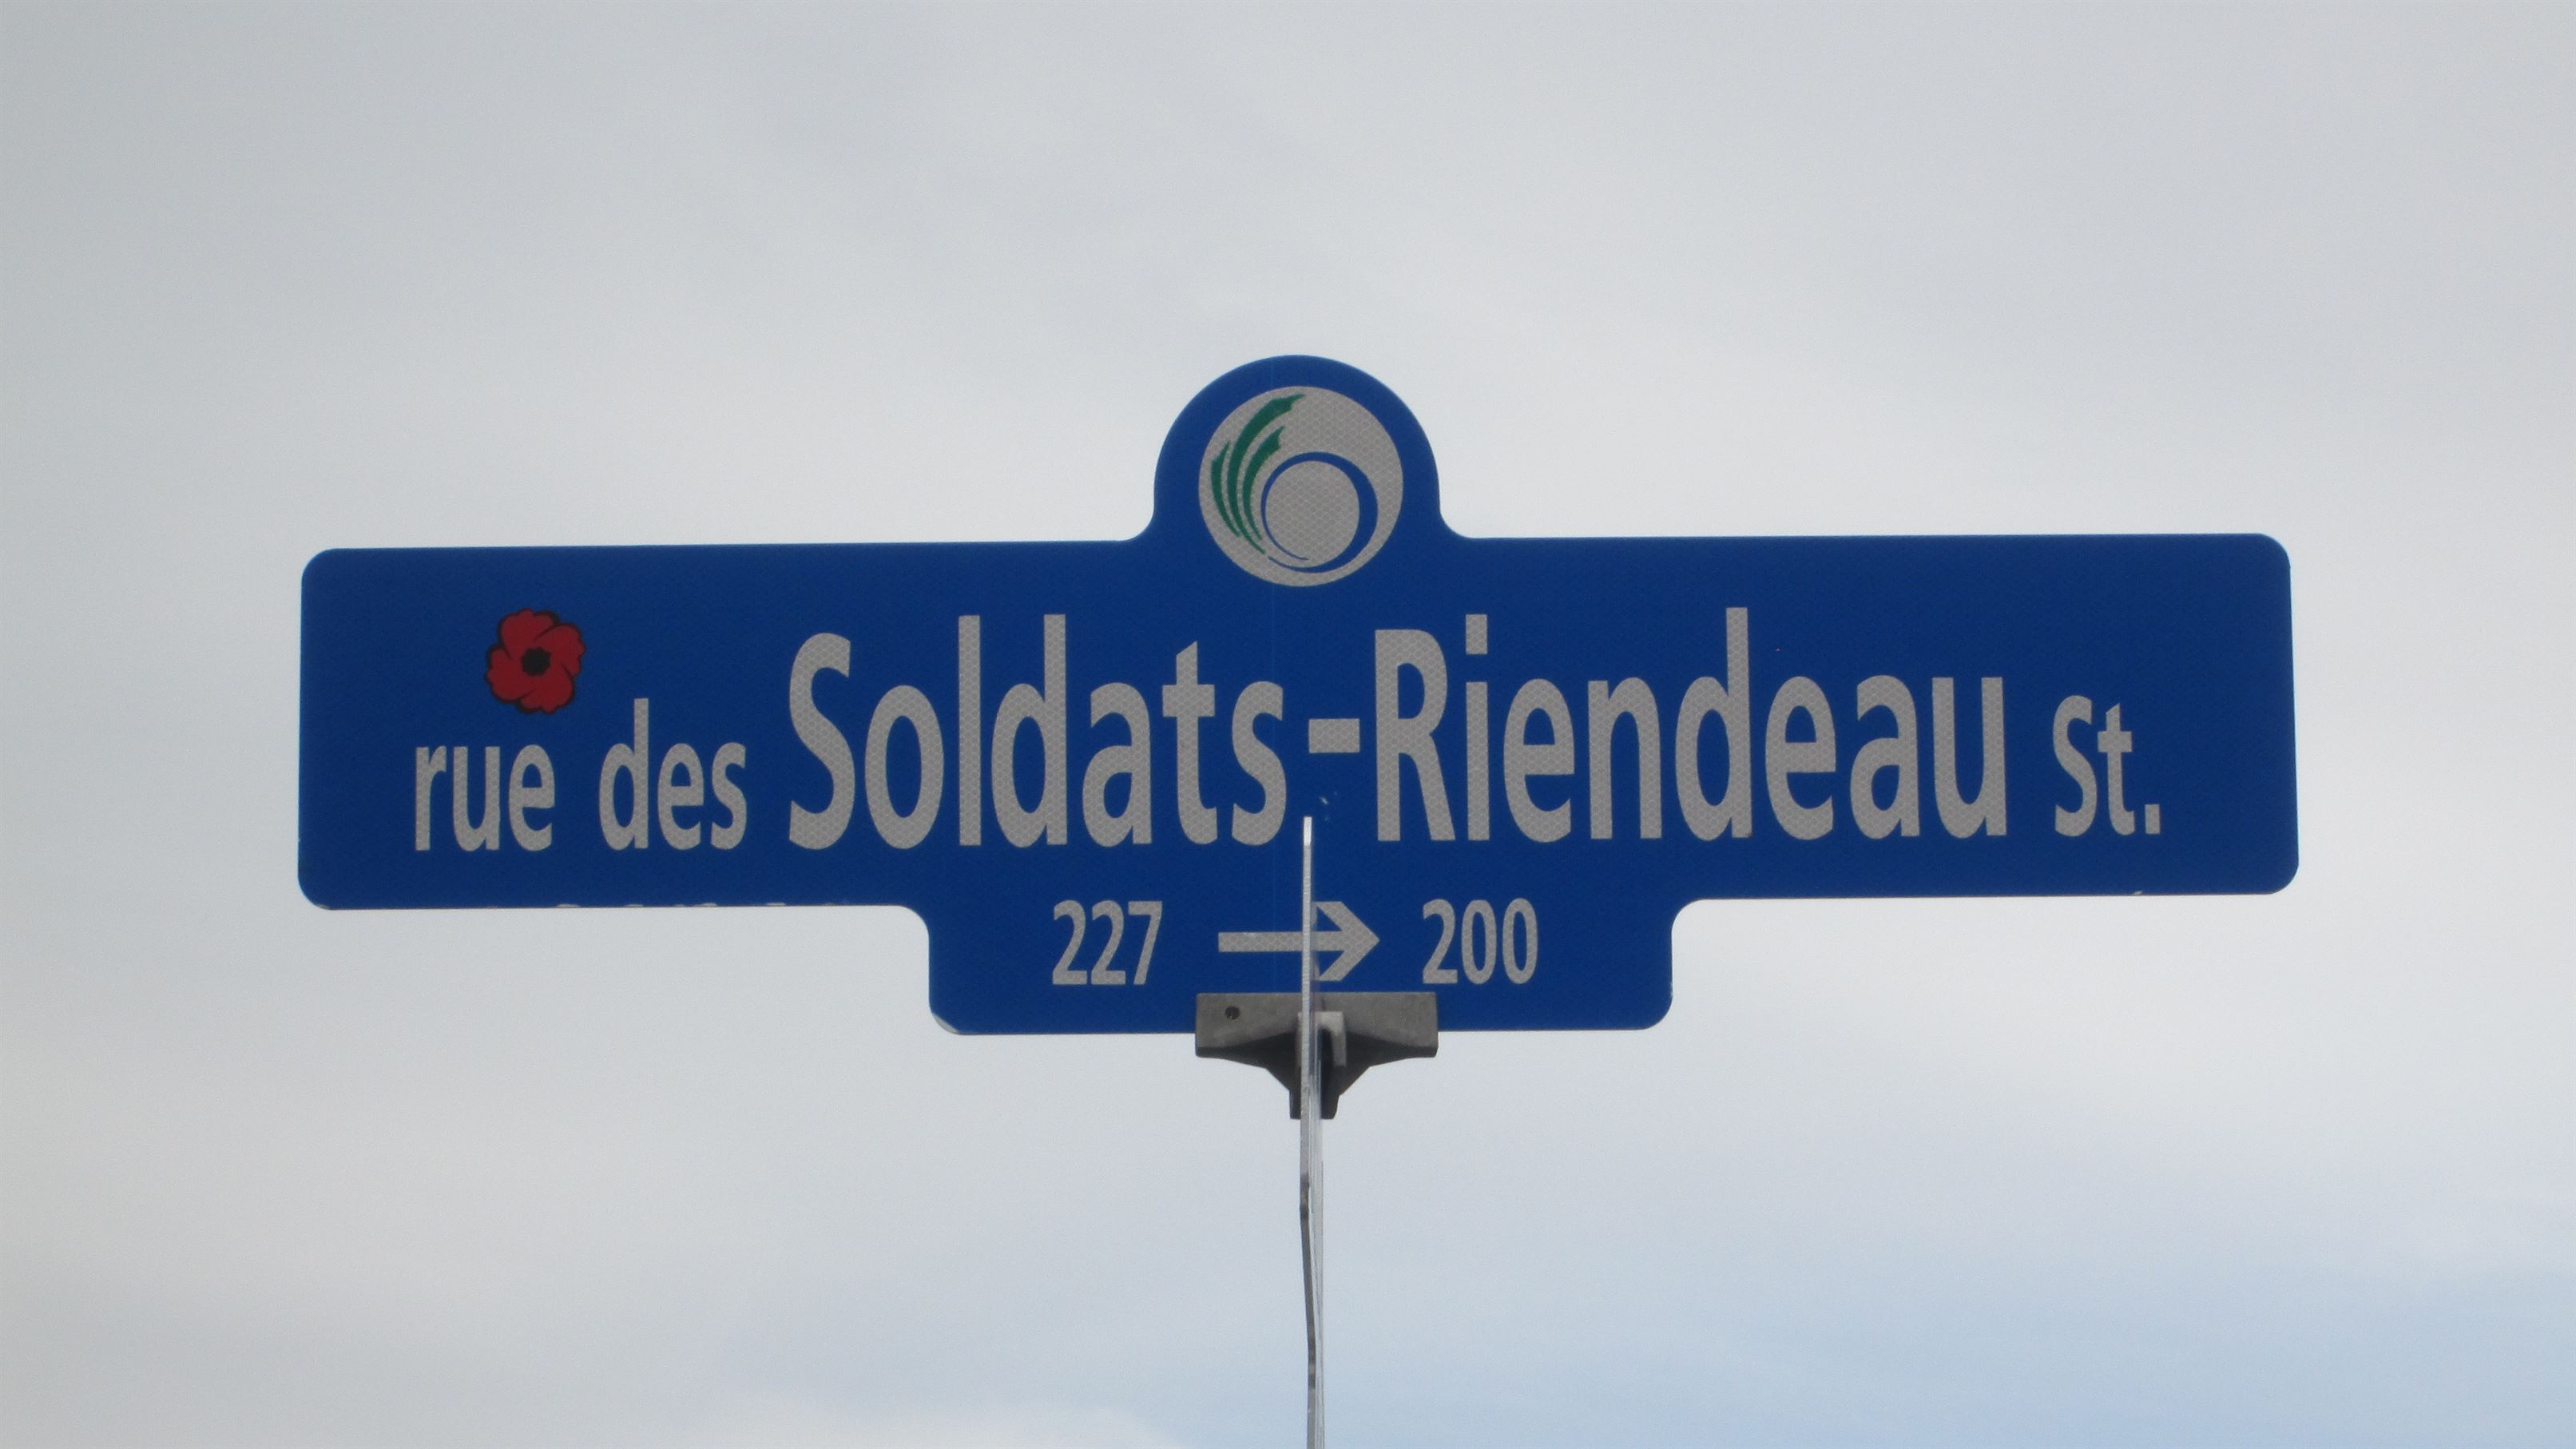 rue des Soldats-Riendeau St.
227 → 200